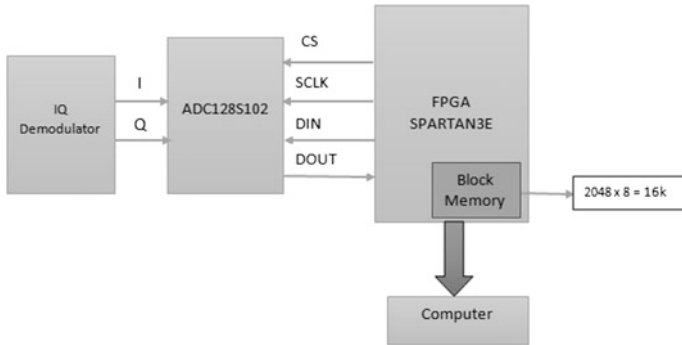 IQ
Demodulator
I
Q
ADC128S102
CS
SCLK
DIN
DOUT
FPGA
SPARTAN3E
Block
Memory
2048 x 8 = 16k
Computer